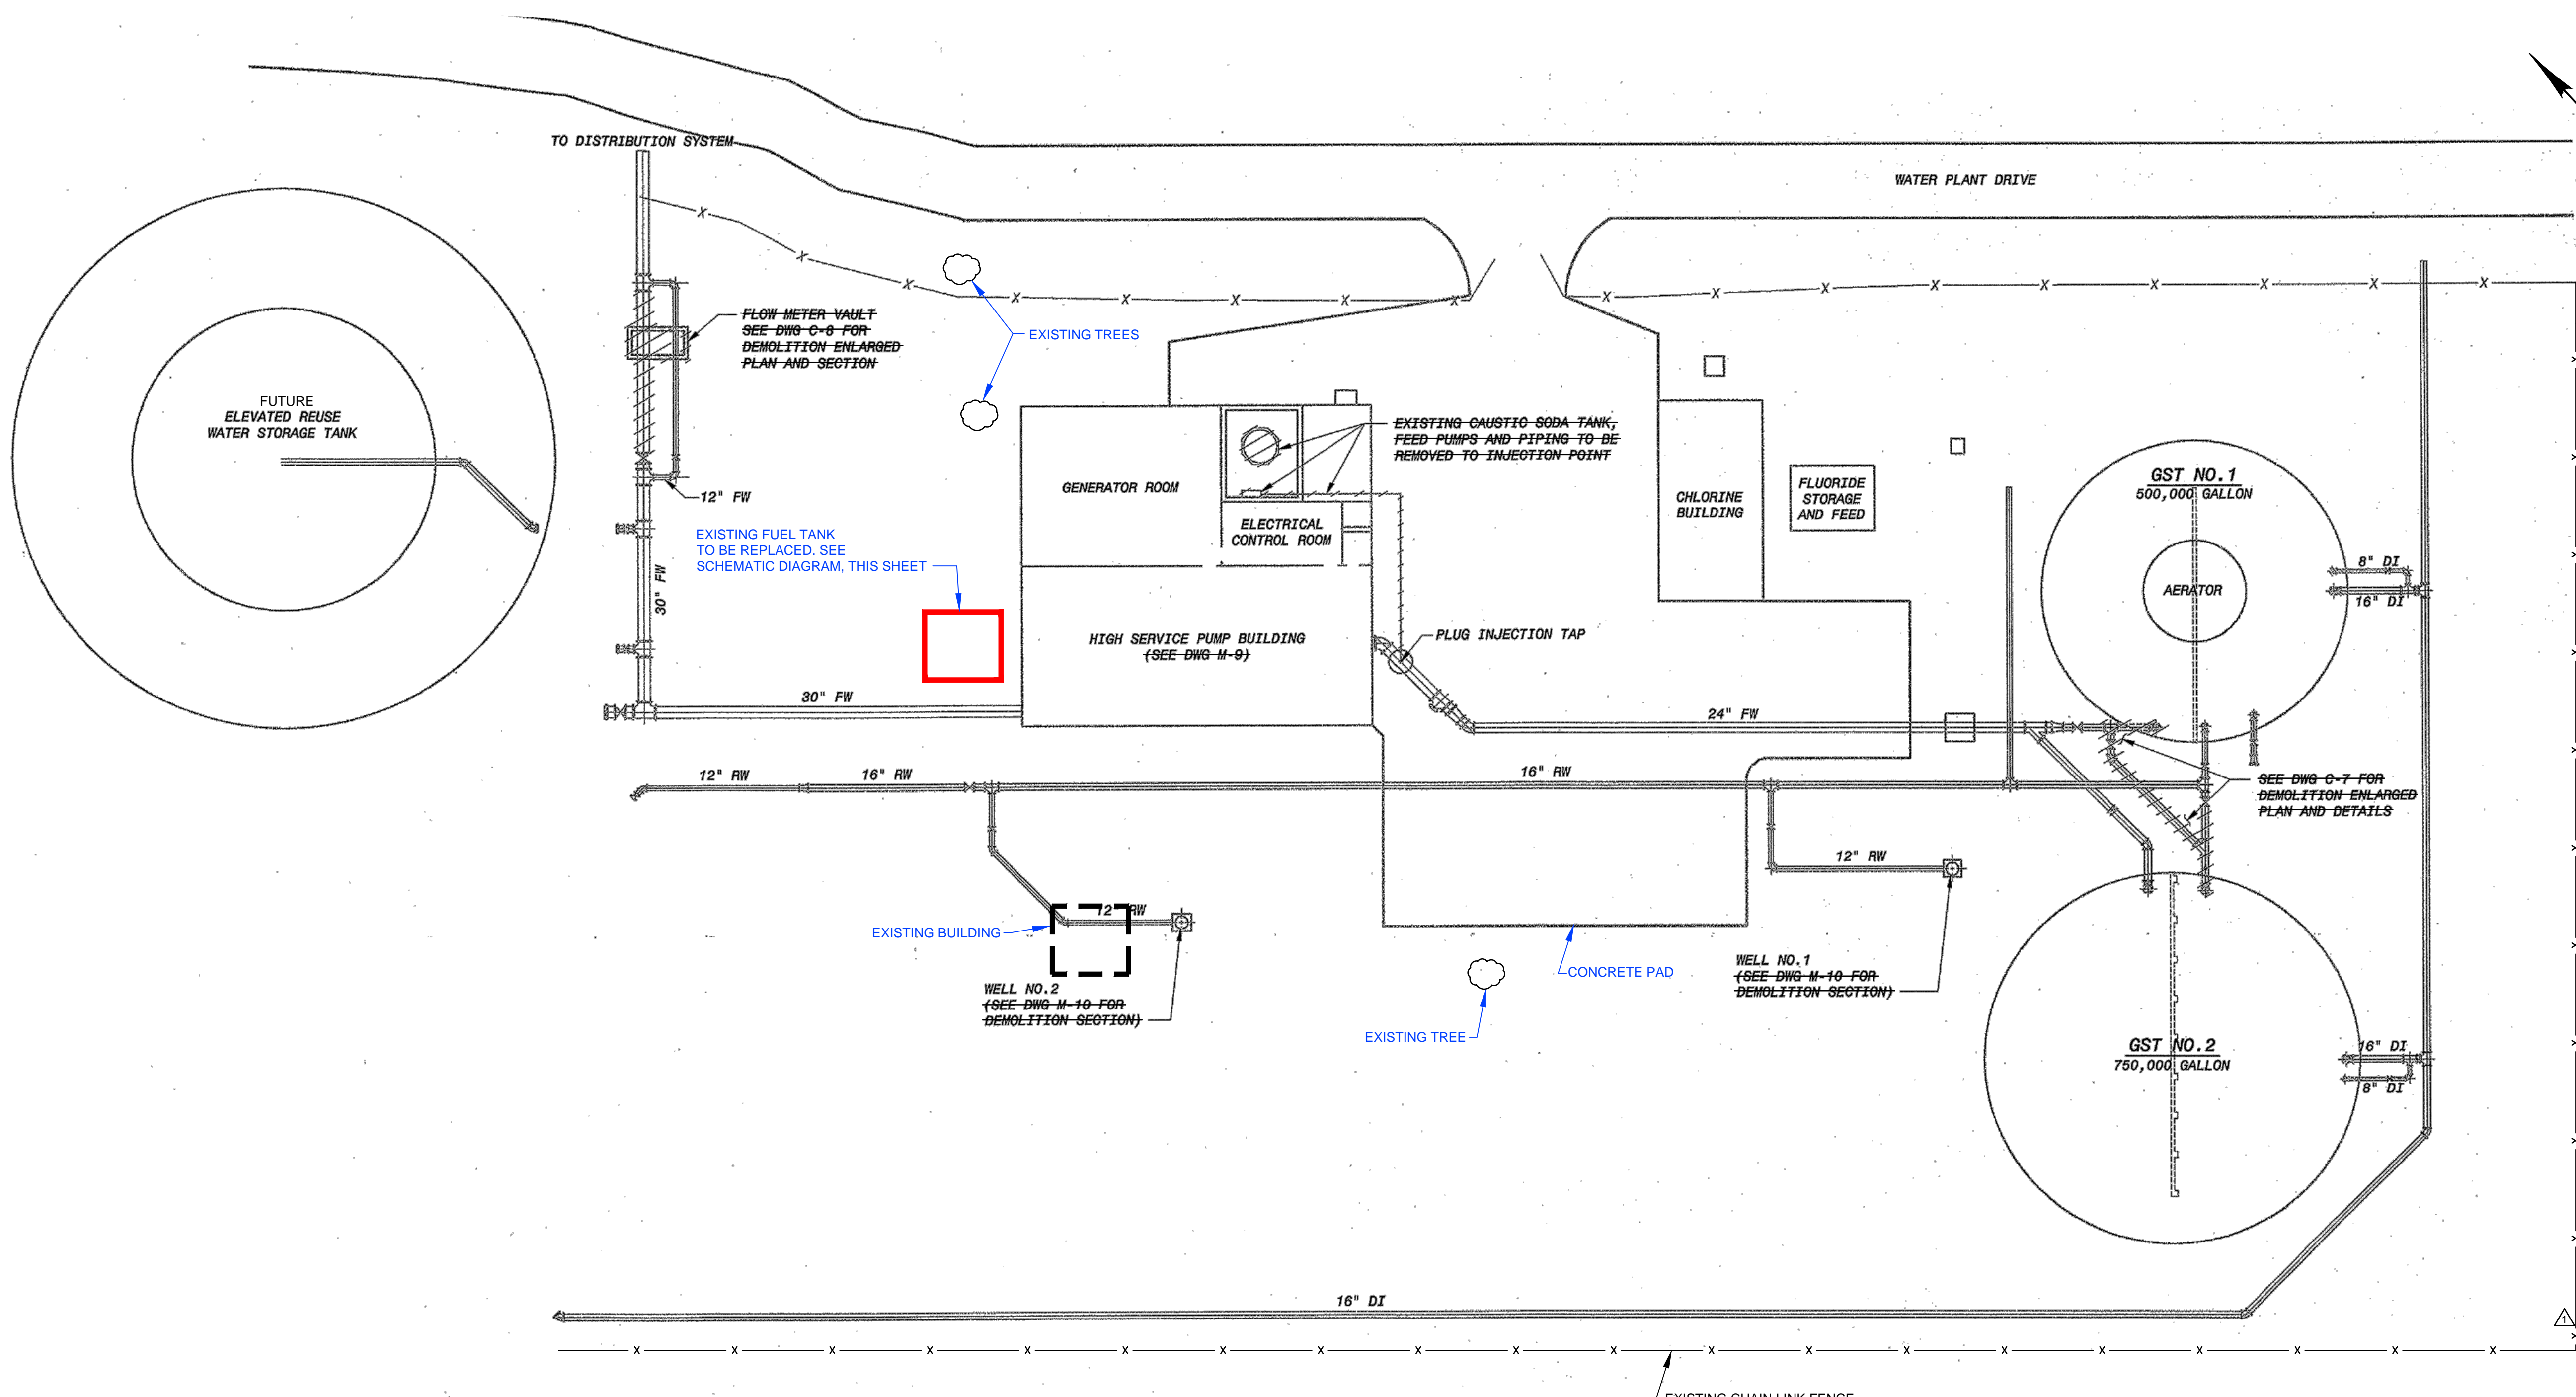 TO DISTRIBUTION SYSTEM
WATER PLANT DRIVE
FLOW METER VAULT
SEE DWG C-8 FOR
DEMOLITION ENLARGED
PLAN AND SECTION
EXISTING TREES
FUTURE
ELEVATED REUSE
WATER STORAGE TANK
12" FW
EXISTING FUEL TANK
TO BE REPLACED. SEE
SCHEMATIC DIAGRAM, THIS SHEET
30" FW
30" FW
GENERATOR ROOM
EXISTING CAUSTIC SODA TANK,
FEED PUMPS AND PIPING TO BE
REMOVED TO INJECTION POINT
ELECTRICAL
CONTROL ROOM
HIGH SERVICE PUMP BUILDING
(SEE DWG M-9)
PLUG INJECTION TAP
CHLORINE
BUILDING
FLUORIDE
STORAGE
AND FEED
GST NO.1
500,000 GALLON
AERATOR
8" DI
16" DI
24" FW
12" RW
16" RW
16" RW
SEE DWG C-7 FOR
DEMOLITION ENLARGED
PLAN AND DETAILS
12" RW
12" RW
EXISTING BUILDING
WELL NO.2
(SEE DWG M-10 FOR
DEMOLITION SECTION)
CONCRETE PAD
EXISTING TREE
WELL NO.1
(SEE DWG M-10 FOR
DEMOLITION SECTION)
GST NO.2
750,000 GALLON
16" DI
8" DI
16" DI
1
EXISTING CHAIN LINK FENCE